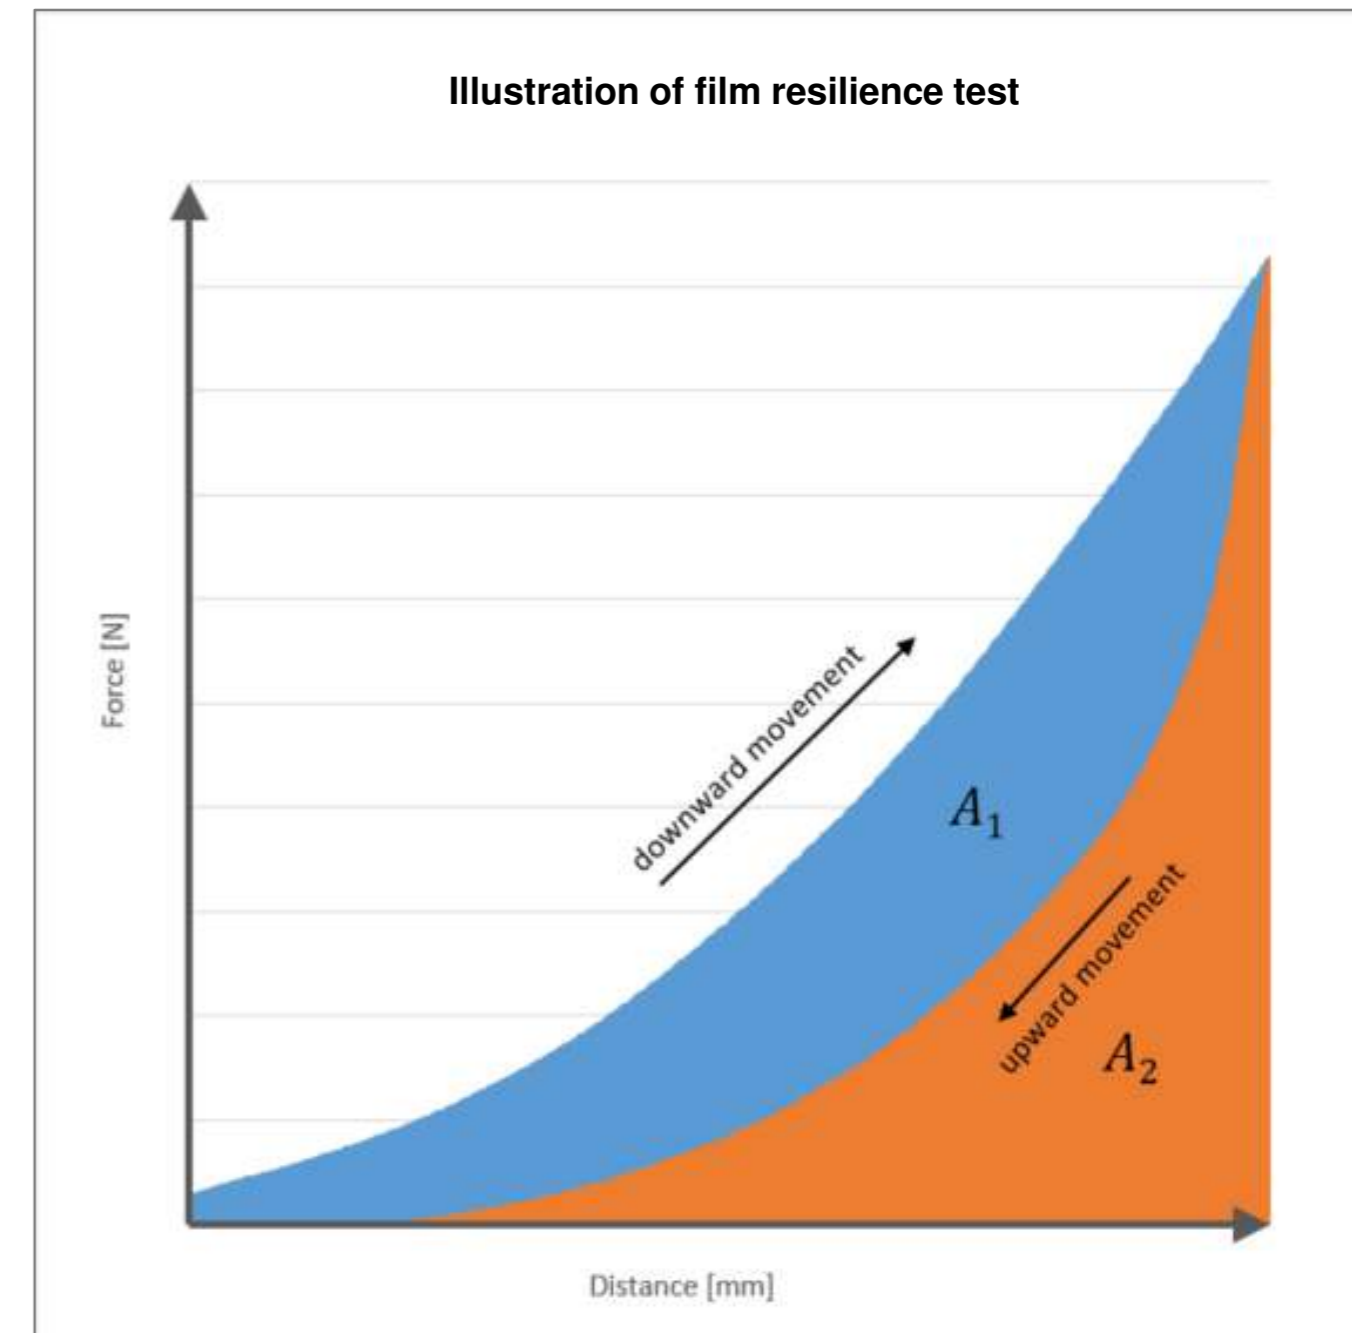 Illustration of film resilience test
Force [N]
downward movement
A₁
upward movement
A₂
Distance [mm]